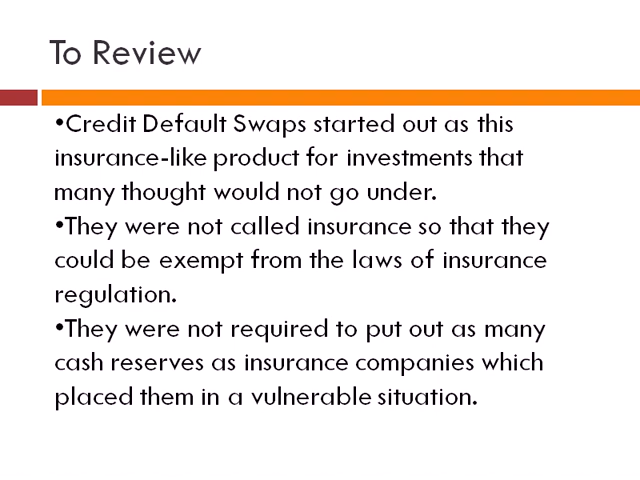 To Review
•Credit Default Swaps started out as this
insurance-like product for investments that
many thought would not go under.
•They were not called insurance so that they
could be exempt from the laws of insurance
regulation.
•They were not required to put out as many
cash reserves as insurance companies which
placed them in a vulnerable situation.